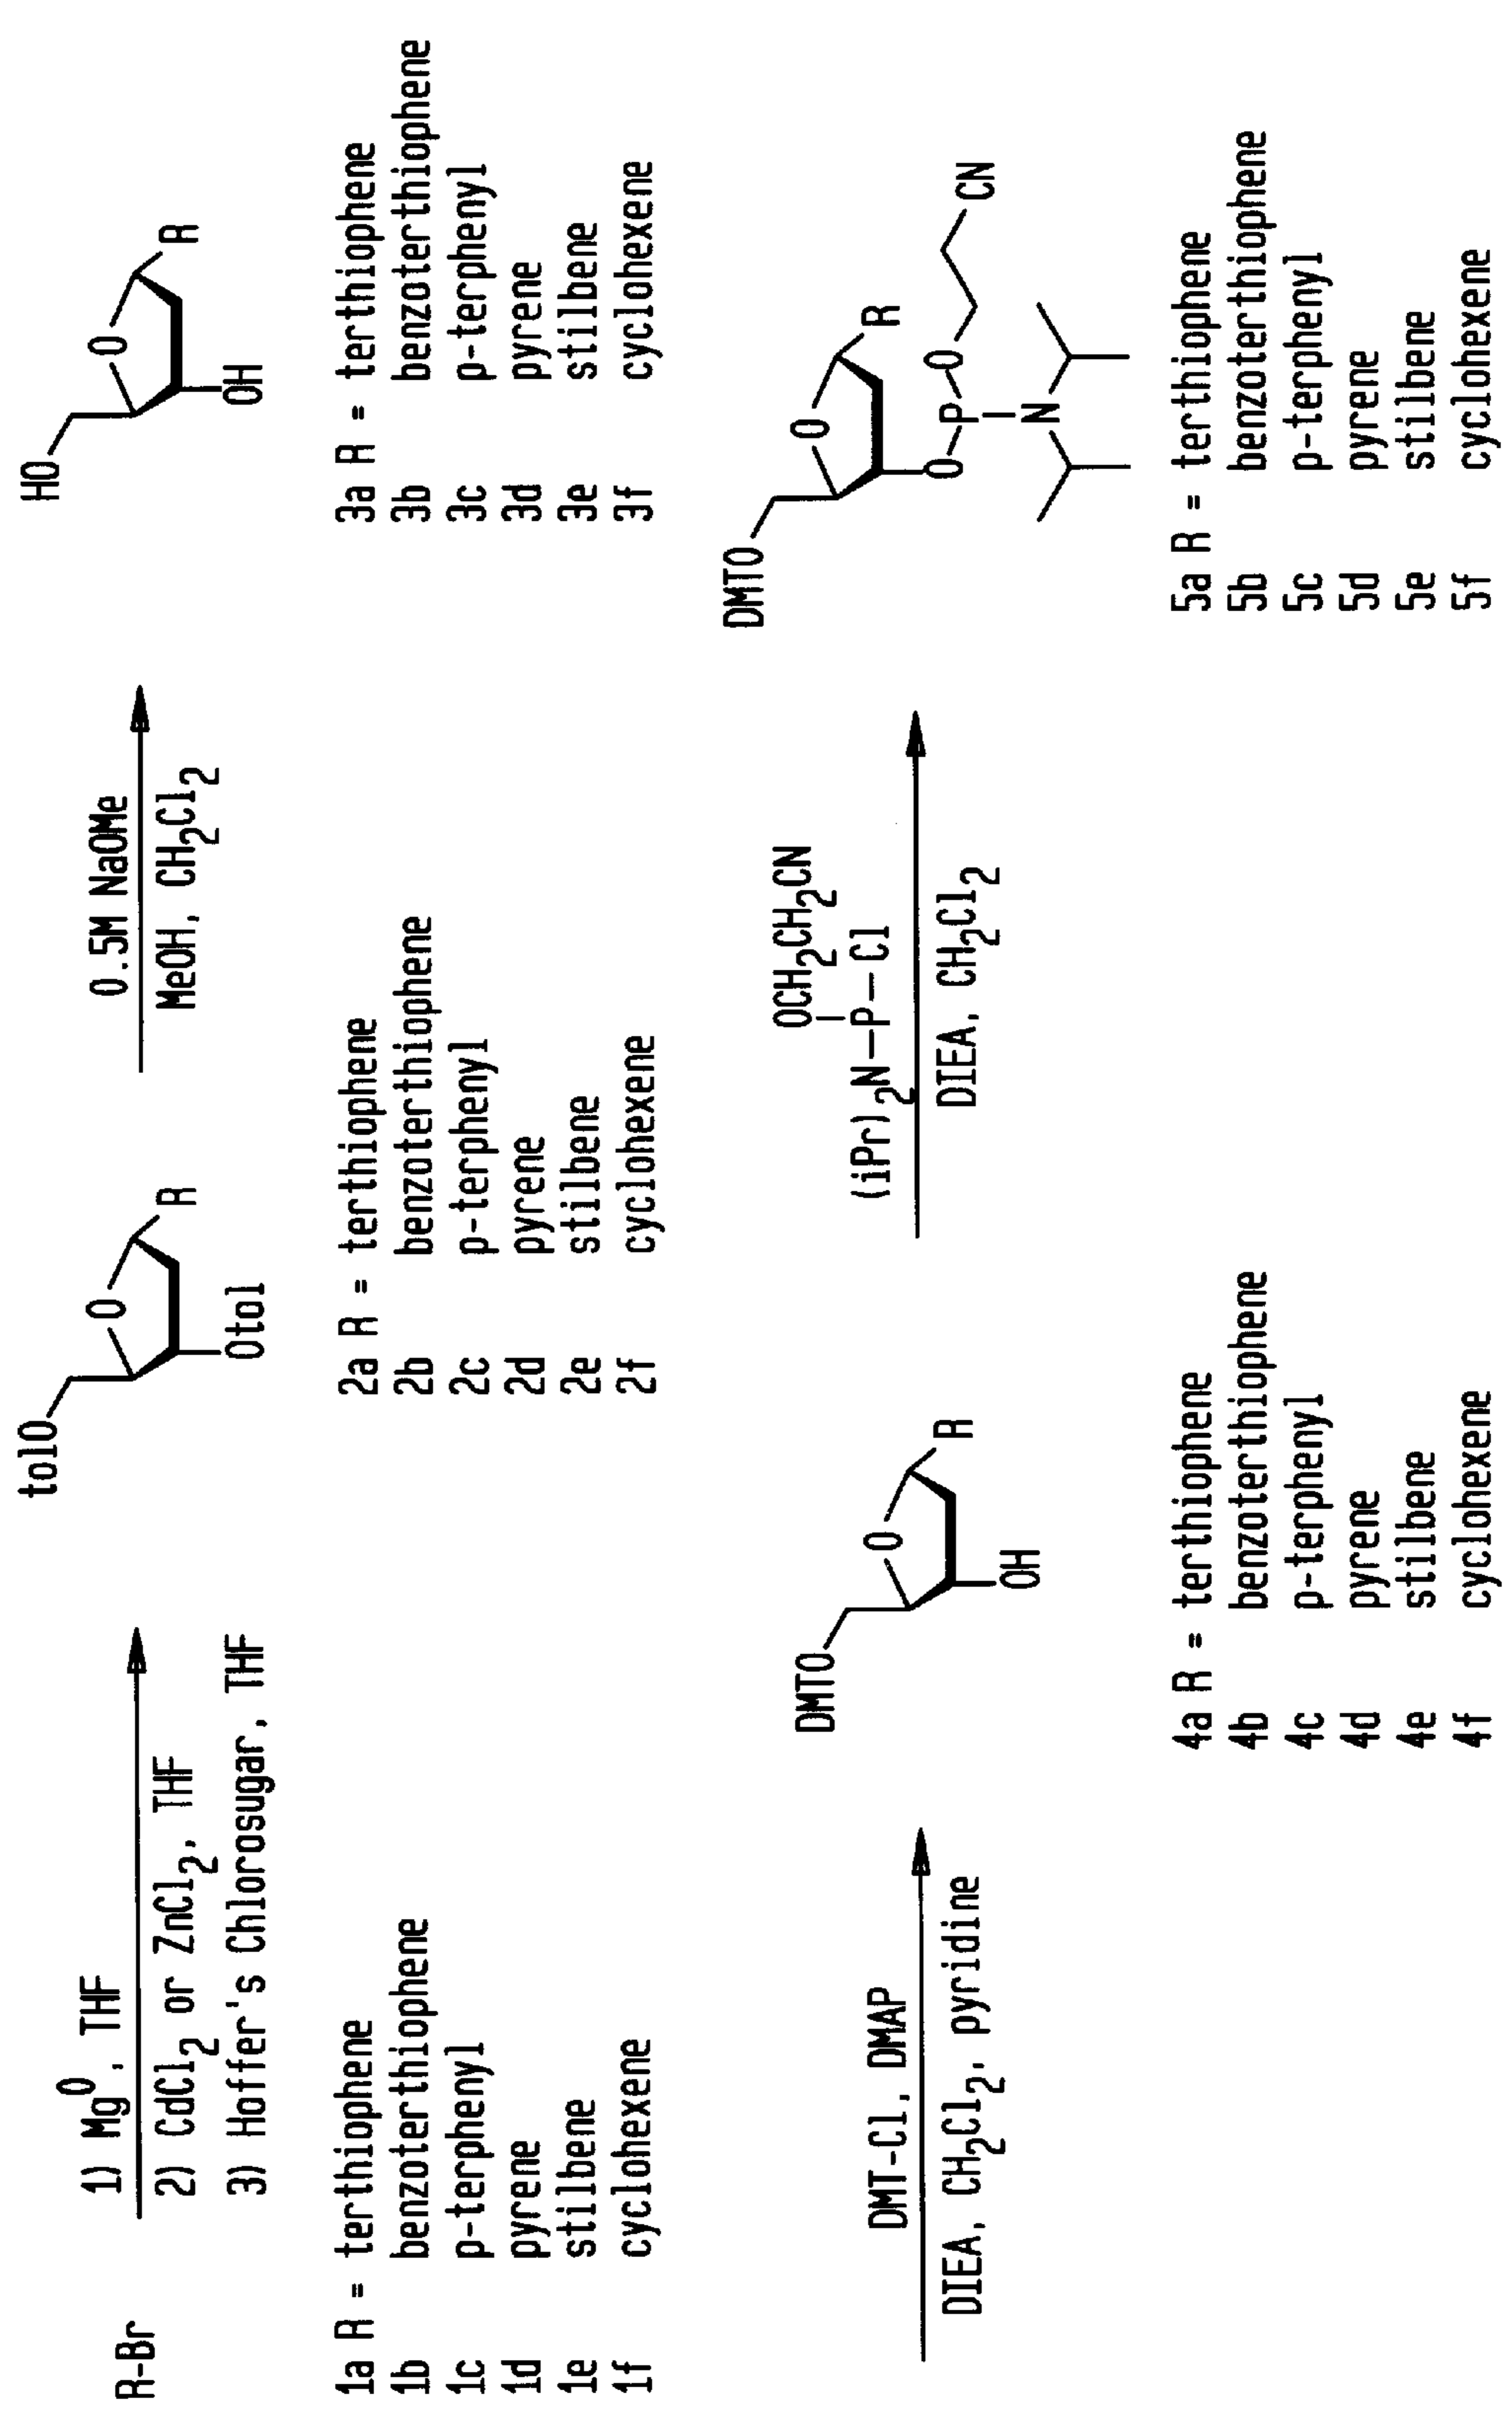 R-Br
1) Mg0, THF
2) CdCl2 or ZnCl2, THF
3) Hoffer's Chlorosugar, THF
1a R = terthiophene
1b benzoterthiophene
1c p-terphenyl
1d pyrene
1e stilbene
1f cyclohexene
tolO
O
R
Otol
2a R = terthiophene
2b benzoterthiophene
2c p-terphenyl
2d pyrene
2e stilbene
2f cyclohexene
0.5M NaOMe
MeOH, CH2Cl2
HO
O
R
OH
3a R = terthiophene
3b benzoterthiophene
3c p-terphenyl
3d pyrene
3e stilbene
3f cyclohexene
DMT-Cl, DMAP
DIEA, CH2Cl2, pyridine
DMTO
O
R
OH
4a R = terthiophene
4b benzoterthiophene
4c p-terphenyl
4d pyrene
4e stilbene
4f cyclohexene
OCH2CH2CN
(iPr)2N-P-Cl
DIEA, CH2Cl2
DMTO
O
R
O P O
CN
N
5a R = terthiophene
5b benzoterthiophene
5c p-terphenyl
5d pyrene
5e stilbene
5f cyclohexene